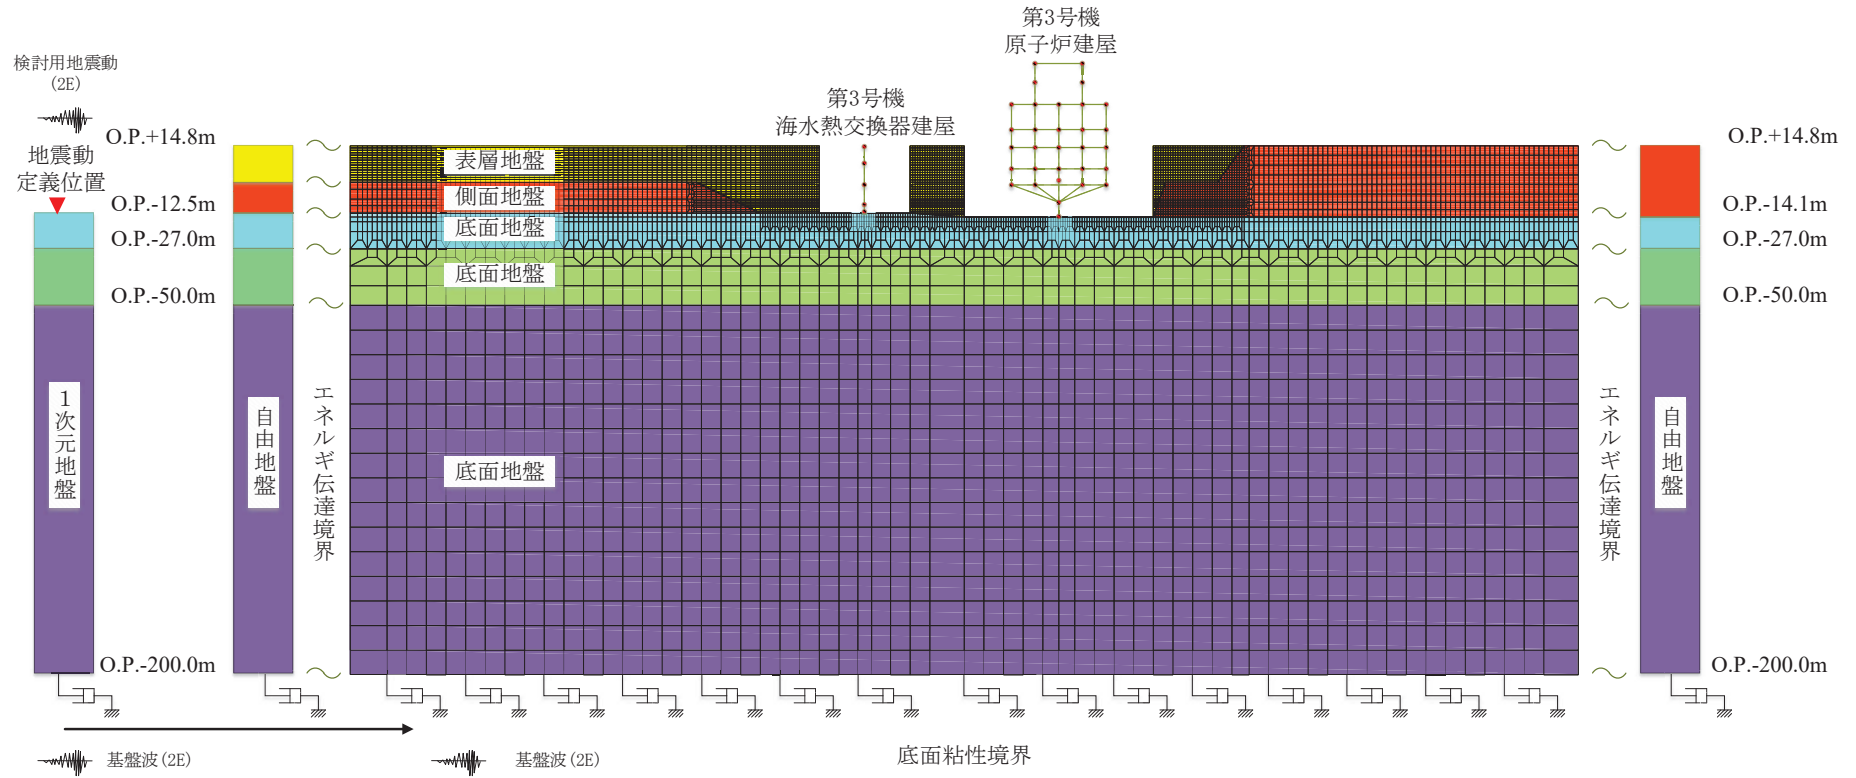 第3号機
原子炉建屋
検討用地震動
(2E)
第3号機
海水熱交換器建屋
O.P.+14.8m
O.P.+14.8m
地震動
定義位置
表層地盤
側面地盤
O.P.-12.5m
O.P.-14.1m
底面地盤
O.P.-27.0m
O.P.-27.0m
底面地盤
O.P.-50.0m
O.P.-50.0m
1次元地盤
自由地盤
エネルギ伝達境界
底面地盤
エネルギ伝達境界
自由地盤
O.P.-200.0m
O.P.-200.0m
基盤波(2E)
基盤波(2E)
底面粘性境界